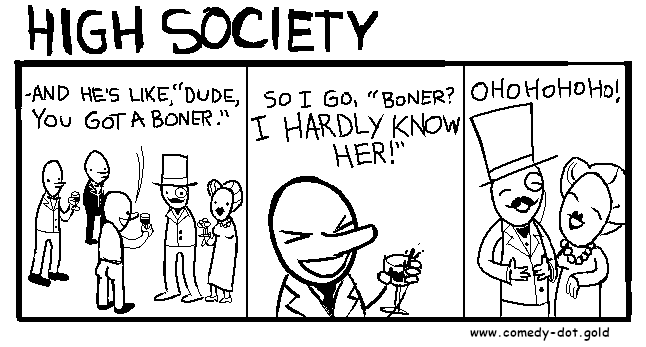 HIGH SOCIETY
-AND HE'S LIKE, "DUDE,
YOU GOT A BONER."
SO I GO, "BONER?
I HARDLY KNOW
HER!"
OHOHOHOHO!
www.comedy-dot.gold